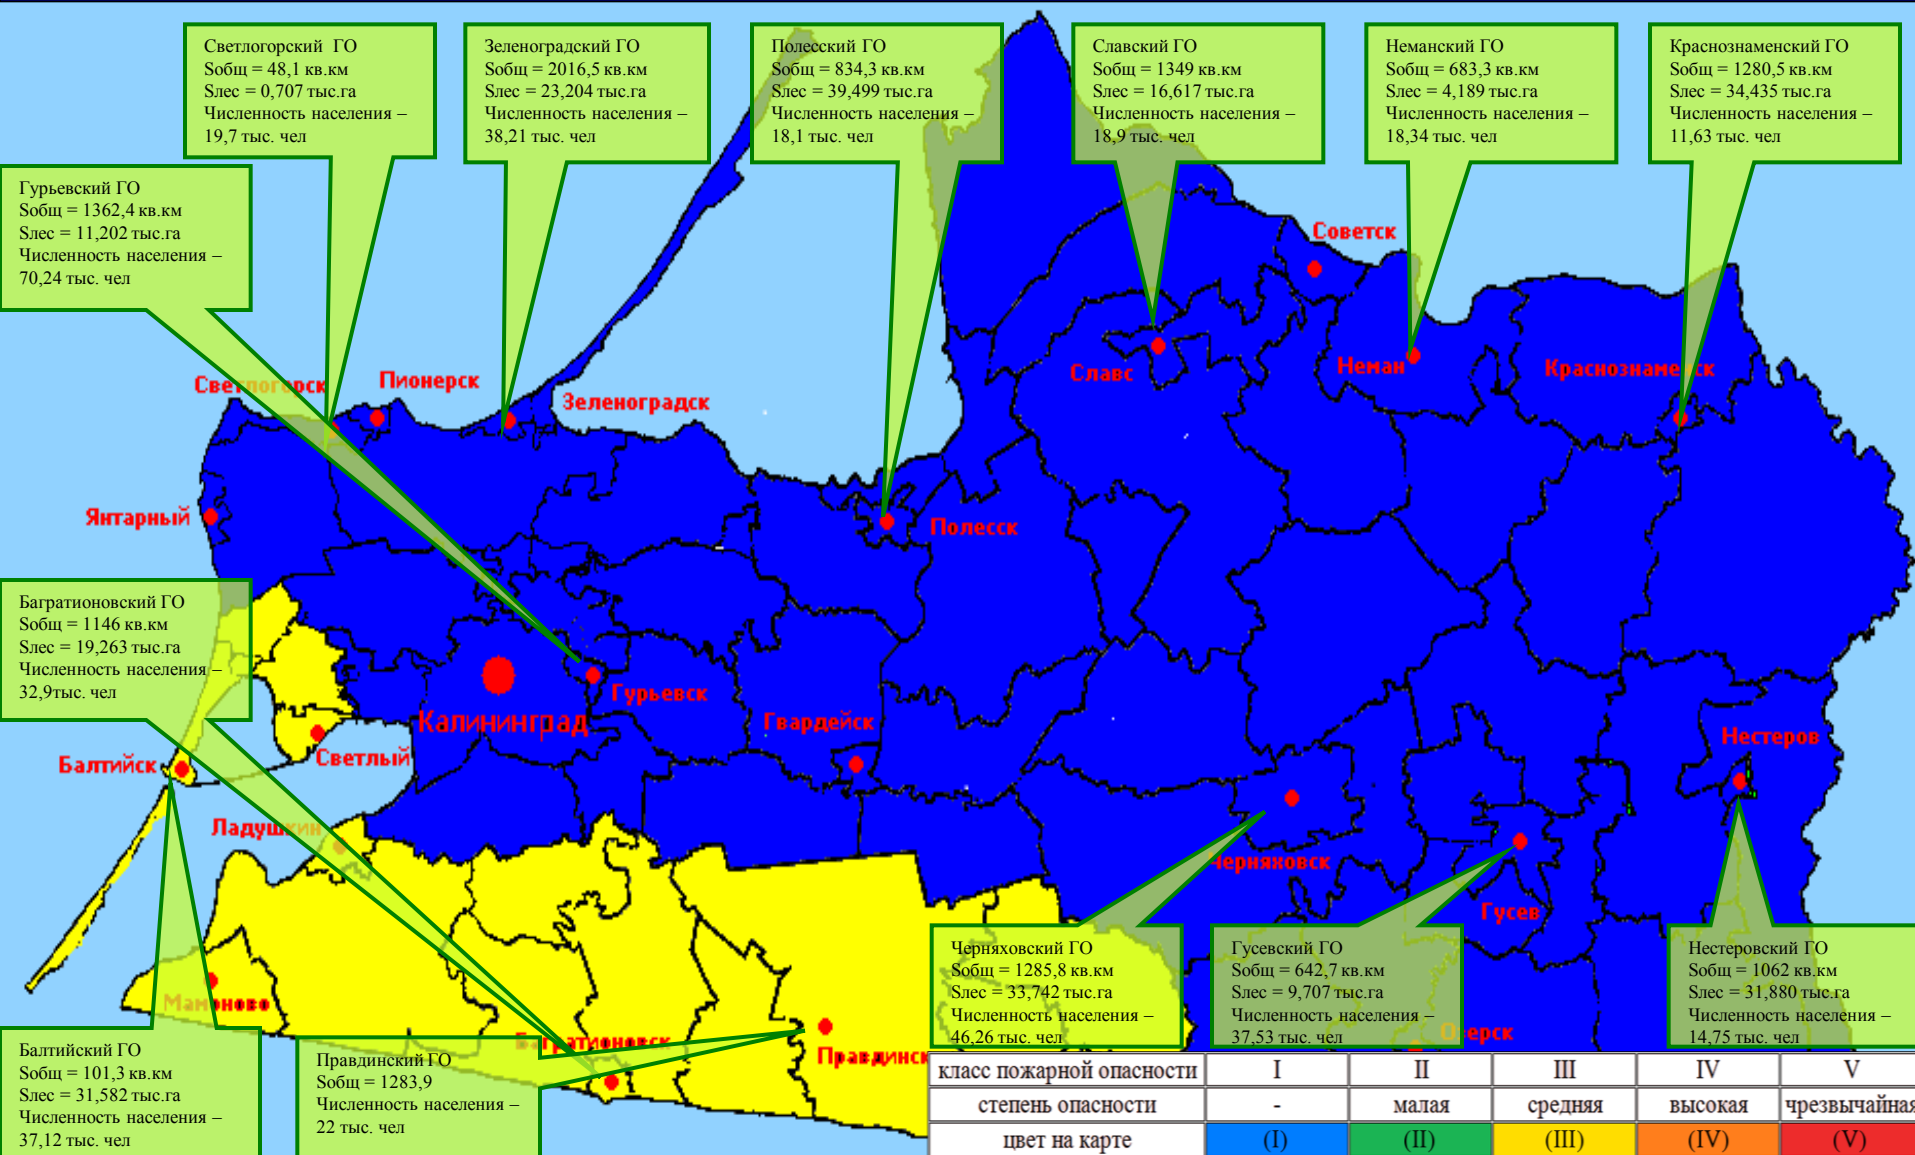 Светлогорский ГО
Sобщ = 48,1 кв.км
Sлес = 0,707 тыс.га
Численность населения –
19,7 тыс. чел
Зеленоградский ГО
Sобщ = 2016,5 кв.км
Sлес = 23,204 тыс.га
Численность населения –
38,21 тыс. чел
Полесский ГО
Sобщ = 834,3 кв.км
Sлес = 39,499 тыс.га
Численность населения –
18,1 тыс. чел
Славский ГО
Sобщ = 1349 кв.км
Sлес = 16,617 тыс.га
Численность населения –
18,9 тыс. чел
Неманский ГО
Sобщ = 683,3 кв.км
Sлес = 4,189 тыс.га
Численность населения –
18,34 тыс. чел
Краснознаменский ГО
Sобщ = 1280,5 кв.км
Sлес = 34,435 тыс.га
Численность населения –
11,63 тыс. чел
Гурьевский ГО
Sобщ = 1362,4 кв.км
Sлес = 11,202 тыс.га
Численность населения –
70,24 тыс. чел
Советск
Славс
Неман
Краснознаменск
Светлогорск
Пионерск
Зеленоградск
Янтарный
Полесск
Багратионовский ГО
Sобщ = 1146 кв.км
Sлес = 19,263 тыс.га
Численность населения –
32,9тыс. чел
Гурьевск
Калининград
Гвардейск
Нестеров
Балтийск
Светлый
Ладушкин
Черняховск
Гусев
Мамоново
Багратионовск
Правдинск
Озерск
Черняховский ГО
Sобщ = 1285,8 кв.км
Sлес = 33,742 тыс.га
Численность населения –
46,26 тыс. чел
Гусевский ГО
Sобщ = 642,7 кв.км
Sлес = 9,707 тыс.га
Численность населения –
37,53 тыс. чел
Нестеровский ГО
Sобщ = 1062 кв.км
Sлес = 31,880 тыс.га
Численность населения –
14,75 тыс. чел
Балтийский ГО
Sобщ = 101,3 кв.км
Sлес = 31,582 тыс.га
Численность населения –
37,12 тыс. чел
Правдинский ГО
Sобщ = 1283,9
Численность населения –
22 тыс. чел
класс пожарной опасности I II III IV V
степень опасности - малая средняя высокая чрезвычайная
цвет на карте (I) (II) (III) (IV) (V)